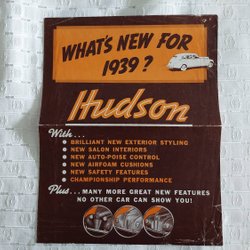 WHAT'S NEW FOR
1939?
Hudson
With...
• BRILLIANT NEW EXTERIOR STYLING
• NEW SALON INTERIORS
• NEW AUTO-POISE CONTROL
• NEW AIRFOAM CUSHIONS
• NEW SAFETY FEATURES
• CHAMPIONSHIP PERFORMANCE
Plus... MANY MORE GREAT NEW FEATURES
NO OTHER CAR CAN SHOW YOU!